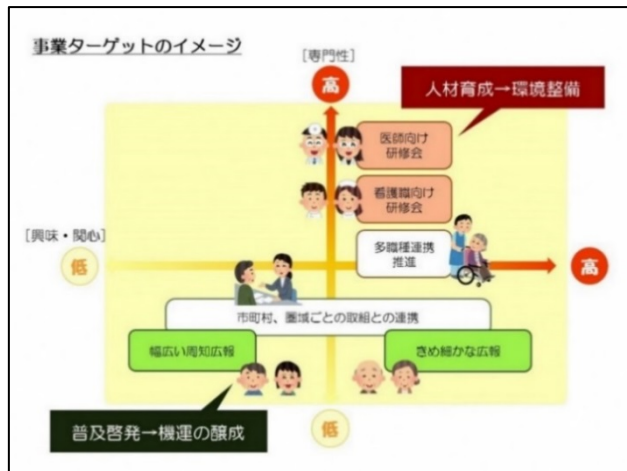 事業ターゲットのイメージ
[専門性]
高
人材育成→環境整備
医師向け
研修会
看護職向け
研修会
[興味・関心]
低
多職種連携
推進
高
市町村、圏域ごとの取組との連携
幅広い周知広報
きめ細かな広報
普及啓発→機運の醸成
低